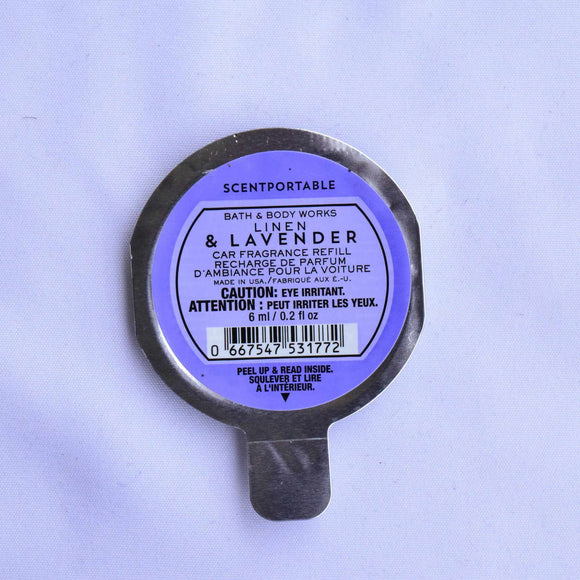 SCENTPORTABLE
BATH & BODY WORKS
LINEN
& LAVENDER
CAR FRAGRANCE REFILL
RECHARGE DE PARFUM
D'AMBIANCE POUR LA VOITURE
MADE IN USA./FABRIQUÉ AUX É.-U.
CAUTION: EYE IRRITANT.
ATTENTION : PEUT IRRITER LES YEUX.
6 ml / 0.2 fl oz
0 667547 531772
PEEL UP & READ INSIDE.
SOULEVER ET LIRE
À L'INTÉRIEUR.